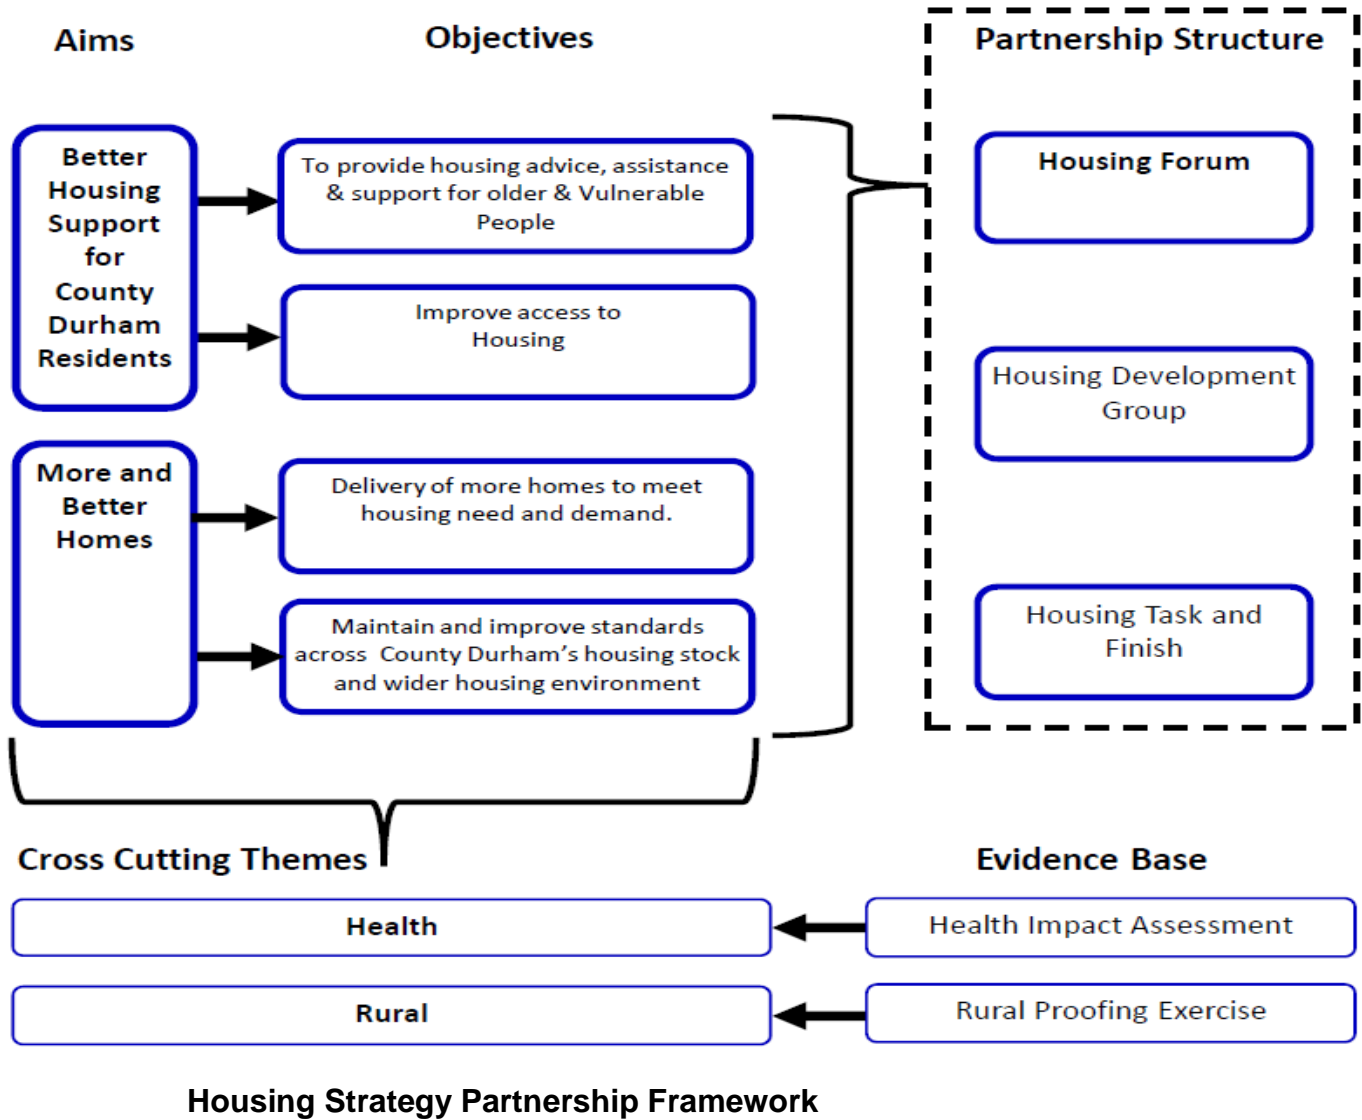 Aims
Objectives
Partnership Structure
Better
Housing
Support
for
County
Durham
Residents
To provide housing advice, assistance
& support for older & Vulnerable
People
Improve access to
Housing
More and
Better
Homes
Delivery of more homes to meet
housing need and demand.
Maintain and improve standards
across County Durham's housing stock
and wider housing environment
Housing Forum
Housing Development
Group
Housing Task and
Finish
Cross Cutting Themes
Evidence Base
Health
Health Impact Assessment
Rural
Rural Proofing Exercise
Housing Strategy Partnership Framework